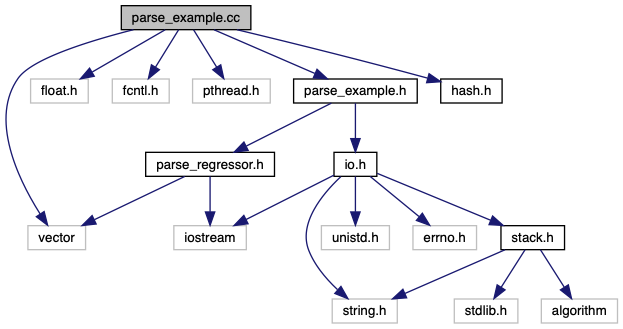 parse_example.cc
float.h
fcntl.h
pthread.h
parse_example.h
hash.h
parse_regressor.h
io.h
vector
iostream
unistd.h
errno.h
stack.h
string.h
stdlib.h
algorithm